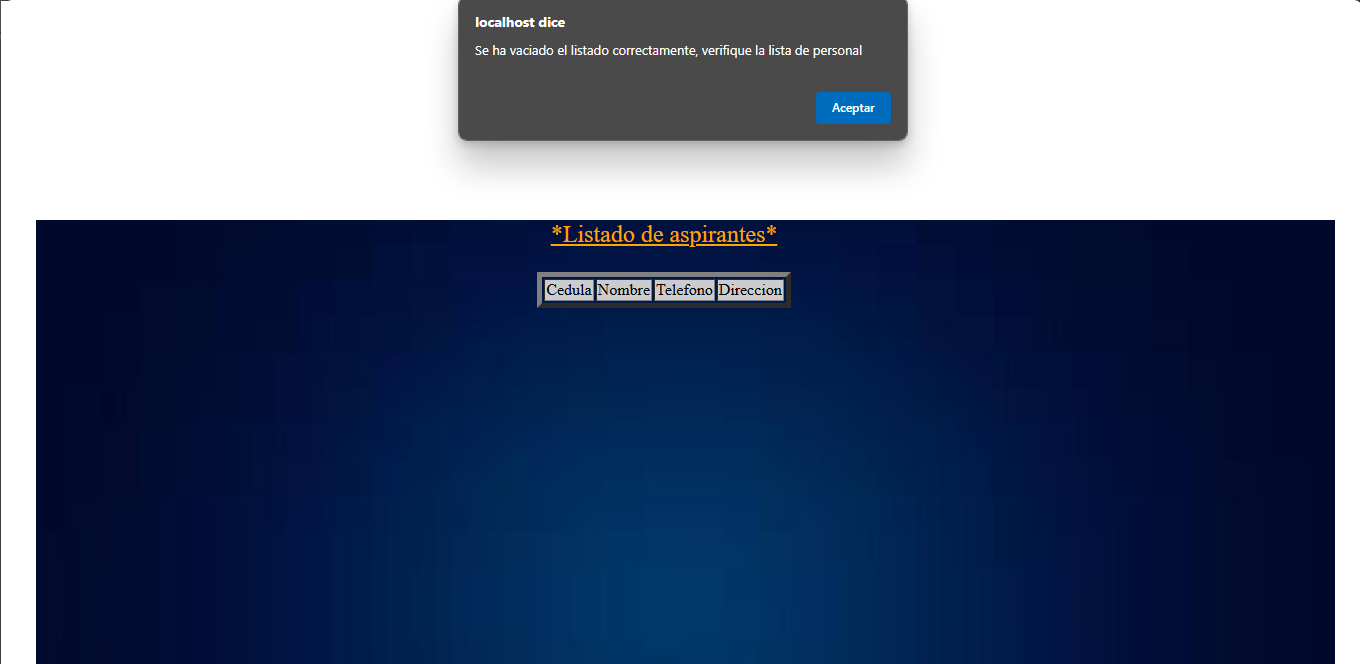 localhost dice
Se ha vaciado el listado correctamente, verifique la lista de personal
Aceptar
*Listado de aspirantes*
Cedula Nombre Telefono Direccion